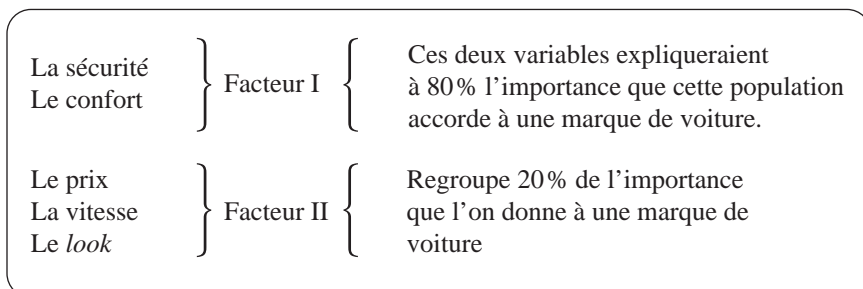 La sécurité
Le confort
Facteur I
Ces deux variables expliqueraient
à 80% l’importance que cette population
accorde à une marque de voiture.
Le prix
La vitesse
Le look
Facteur II
Regroupe 20% de l’importance
que l’on donne à une marque de
voiture